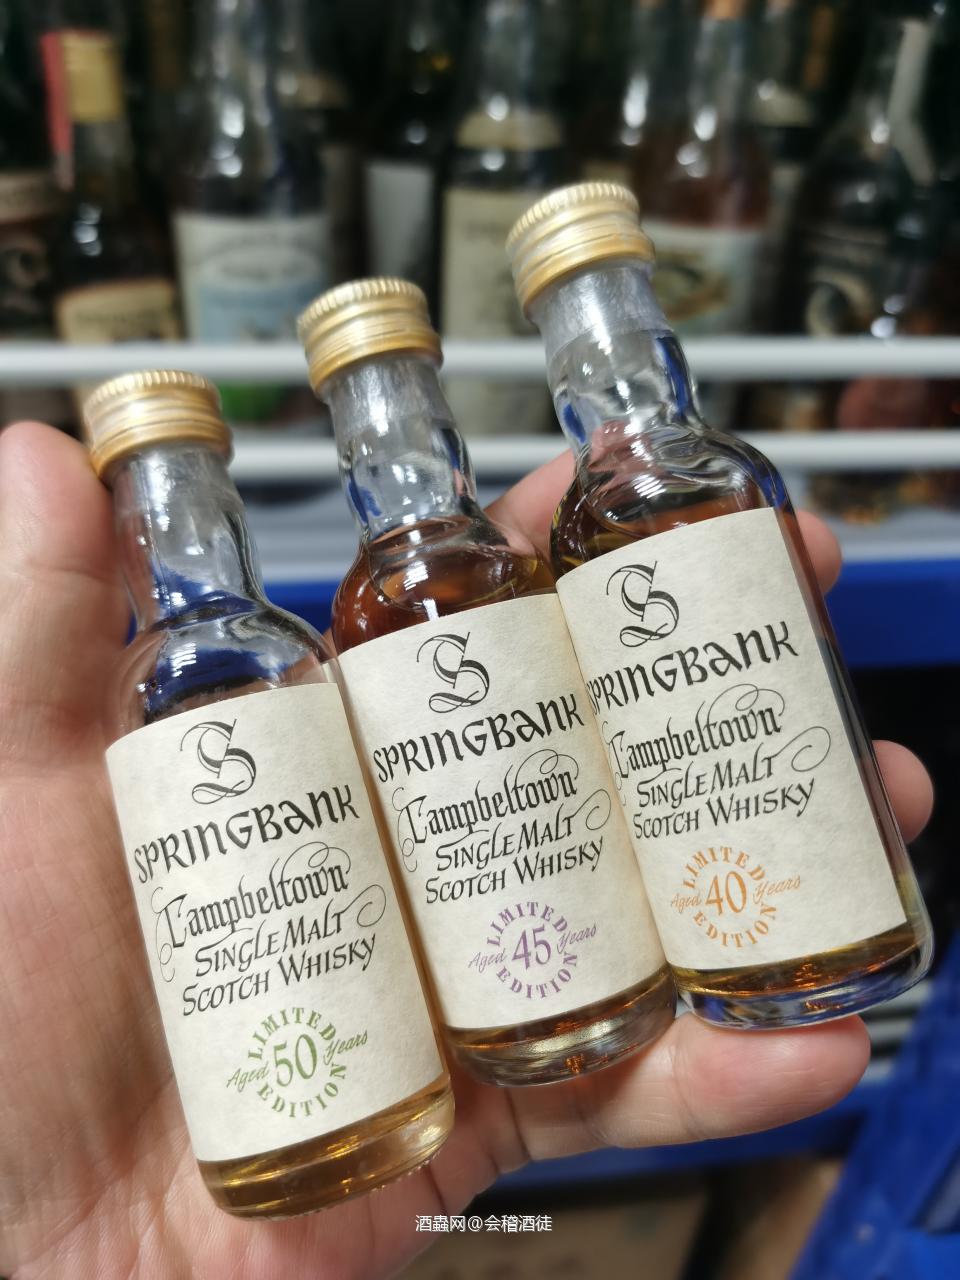 S
SPRINGBANK
Campbeltown
SINGLE MALT
SCOTCH WHISKY
LIMITED
Aged 50 Years
EDITION
S
SPRINGBANK
Campbeltown
SINGLE MALT
SCOTCH WHISKY
LIMITED
Aged 45 Years
EDITION
S
SPRINGBANK
Campbeltown
SINGLE MALT
SCOTCH WHISKY
LIMITED
Aged 40 Years
EDITION
酒蟲网@会稽酒徒